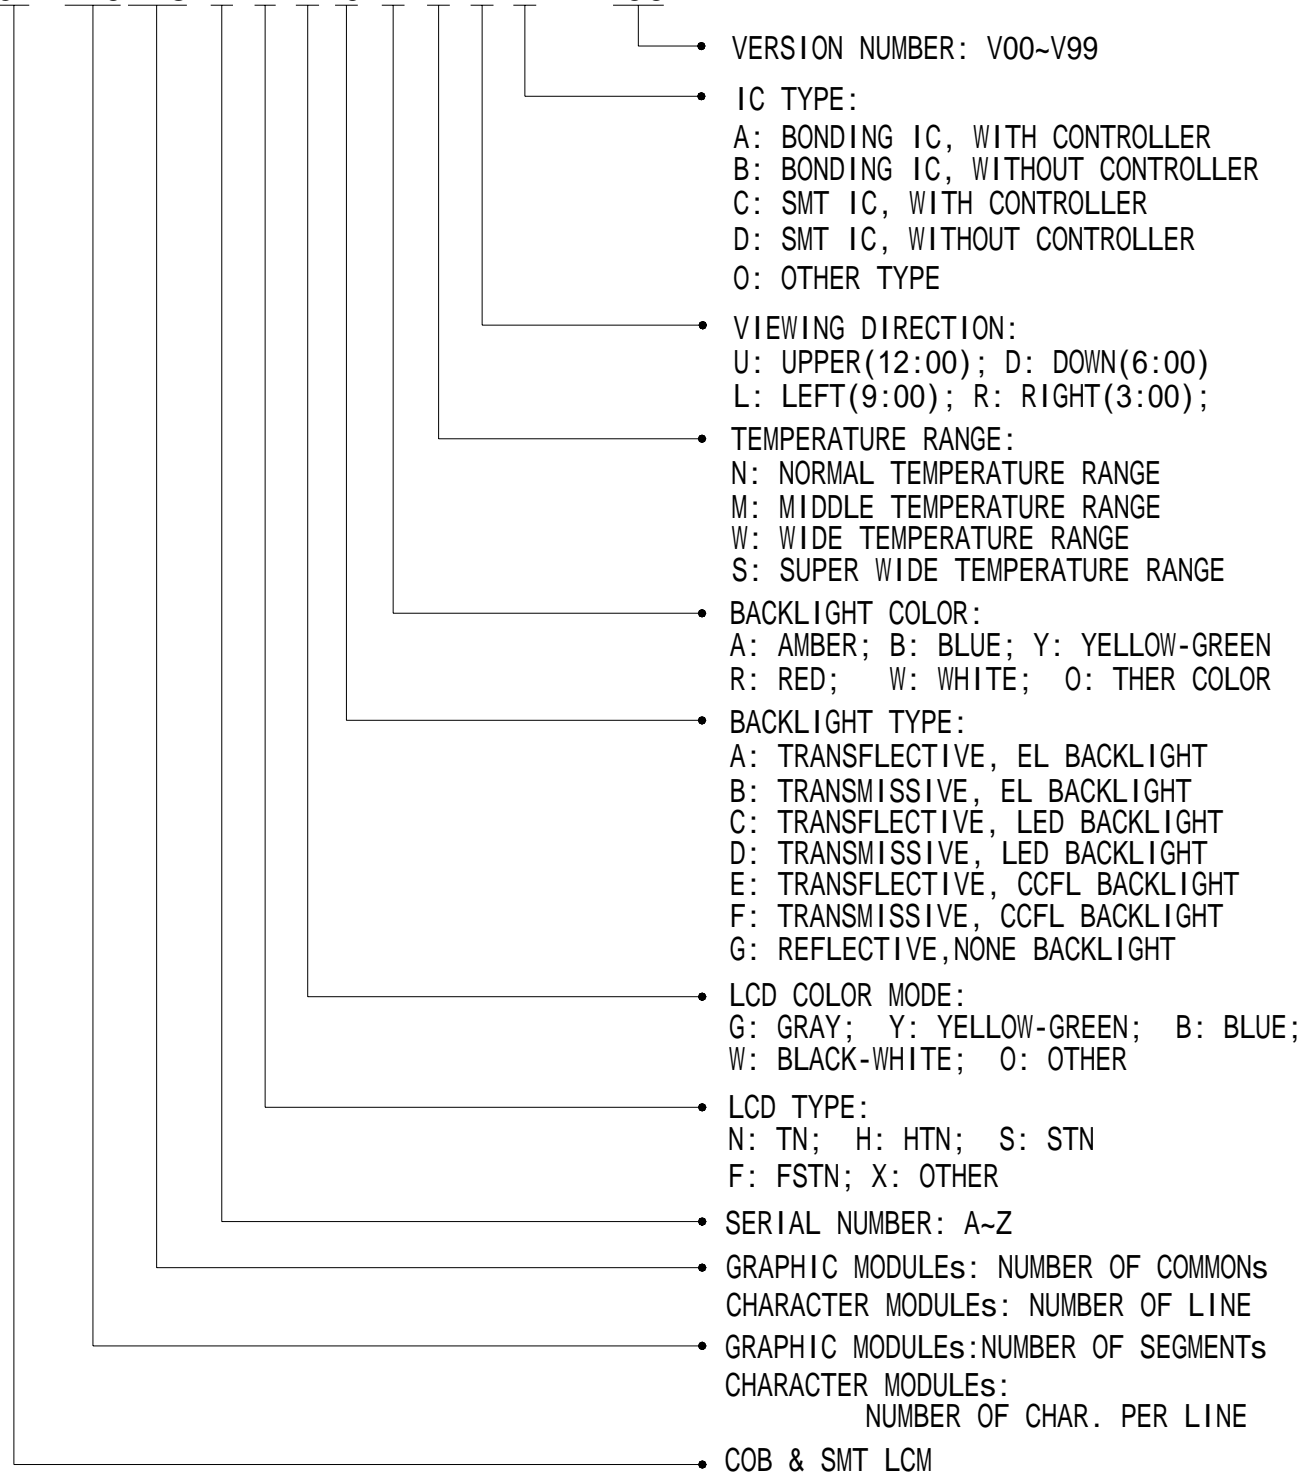 VERSION NUMBER: V00~V99
IC TYPE:
A: BONDING IC, WITH CONTROLLER
B: BONDING IC, WITHOUT CONTROLLER
C: SMT IC, WITH CONTROLLER
D: SMT IC, WITHOUT CONTROLLER
O: OTHER TYPE
VIEWING DIRECTION:
U: UPPER(12:00); D: DOWN(6:00)
L: LEFT(9:00); R: RIGHT(3:00);
TEMPERATURE RANGE:
N: NORMAL TEMPERATURE RANGE
M: MIDDLE TEMPERATURE RANGE
W: WIDE TEMPERATURE RANGE
S: SUPER WIDE TEMPERATURE RANGE
BACKLIGHT COLOR:
A: AMBER; B: BLUE; Y: YELLOW-GREEN
R: RED; W: WHITE; O: THER COLOR
BACKLIGHT TYPE:
A: TRANSFLECTIVE, EL BACKLIGHT
B: TRANSMISSIVE, EL BACKLIGHT
C: TRANSFLECTIVE, LED BACKLIGHT
D: TRANSMISSIVE, LED BACKLIGHT
E: TRANSFLECTIVE, CCFL BACKLIGHT
F: TRANSMISSIVE, CCFL BACKLIGHT
G: REFLECTIVE,NONE BACKLIGHT
LCD COLOR MODE:
G: GRAY; Y: YELLOW-GREEN; B: BLUE;
W: BLACK-WHITE; O: OTHER
LCD TYPE:
N: TN; H: HTN; S: STN
F: FSTN; X: OTHER
SERIAL NUMBER: A~Z
GRAPHIC MODULEs: NUMBER OF COMMONs
CHARACTER MODULEs: NUMBER OF LINE
GRAPHIC MODULEs:NUMBER OF SEGMENTs
CHARACTER MODULEs:
NUMBER OF CHAR. PER LINE
COB & SMT LCM